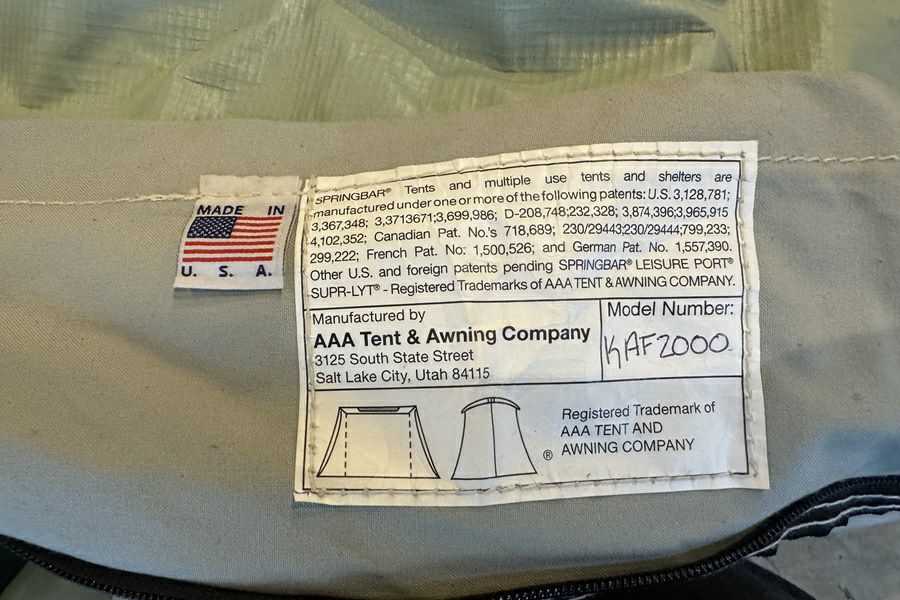 MADE IN
U. S. A.
SPRINGBAR® Tents and multiple use tents and shelters are
manufactured under one or more of the following patents: U.S. 3,128,781;
3,367,348; 3,3713671;3,699,986; D-208,748;232,328; 3,874,396;3,965,915
4,102,352; Canadian Pat. No.'s 718,689; 230/29443;230/29444;799,233;
299,222; French Pat. No. 1,500,526; and German Pat. No. 1,557,390.
Other U.S. and foreign patents pending SPRINGBAR® LEISURE PORT®
SUPR-LYT® - Registered Trademarks of AAA TENT & AWNING COMPANY.
Manufactured by
AAA Tent & Awning Company
3125 South State Street
Salt Lake City, Utah 84115
Model Number:
KAF2000
Registered Trademark of
AAA TENT AND
® AWNING COMPANY